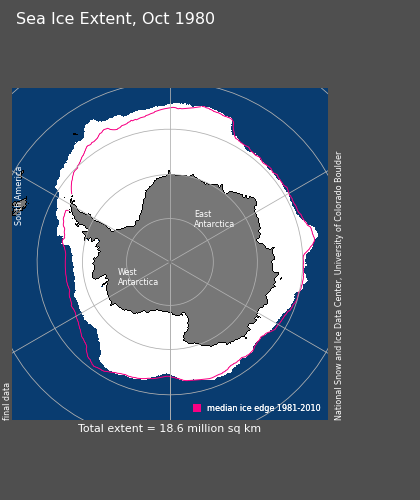 Sea Ice Extent, Oct 1980
South America
East
Antarctica
West
Antarctica
National Snow and Ice Data Center, University of Colorado Boulder
final data
median ice edge 1981-2010
Total extent = 18.6 million sq km